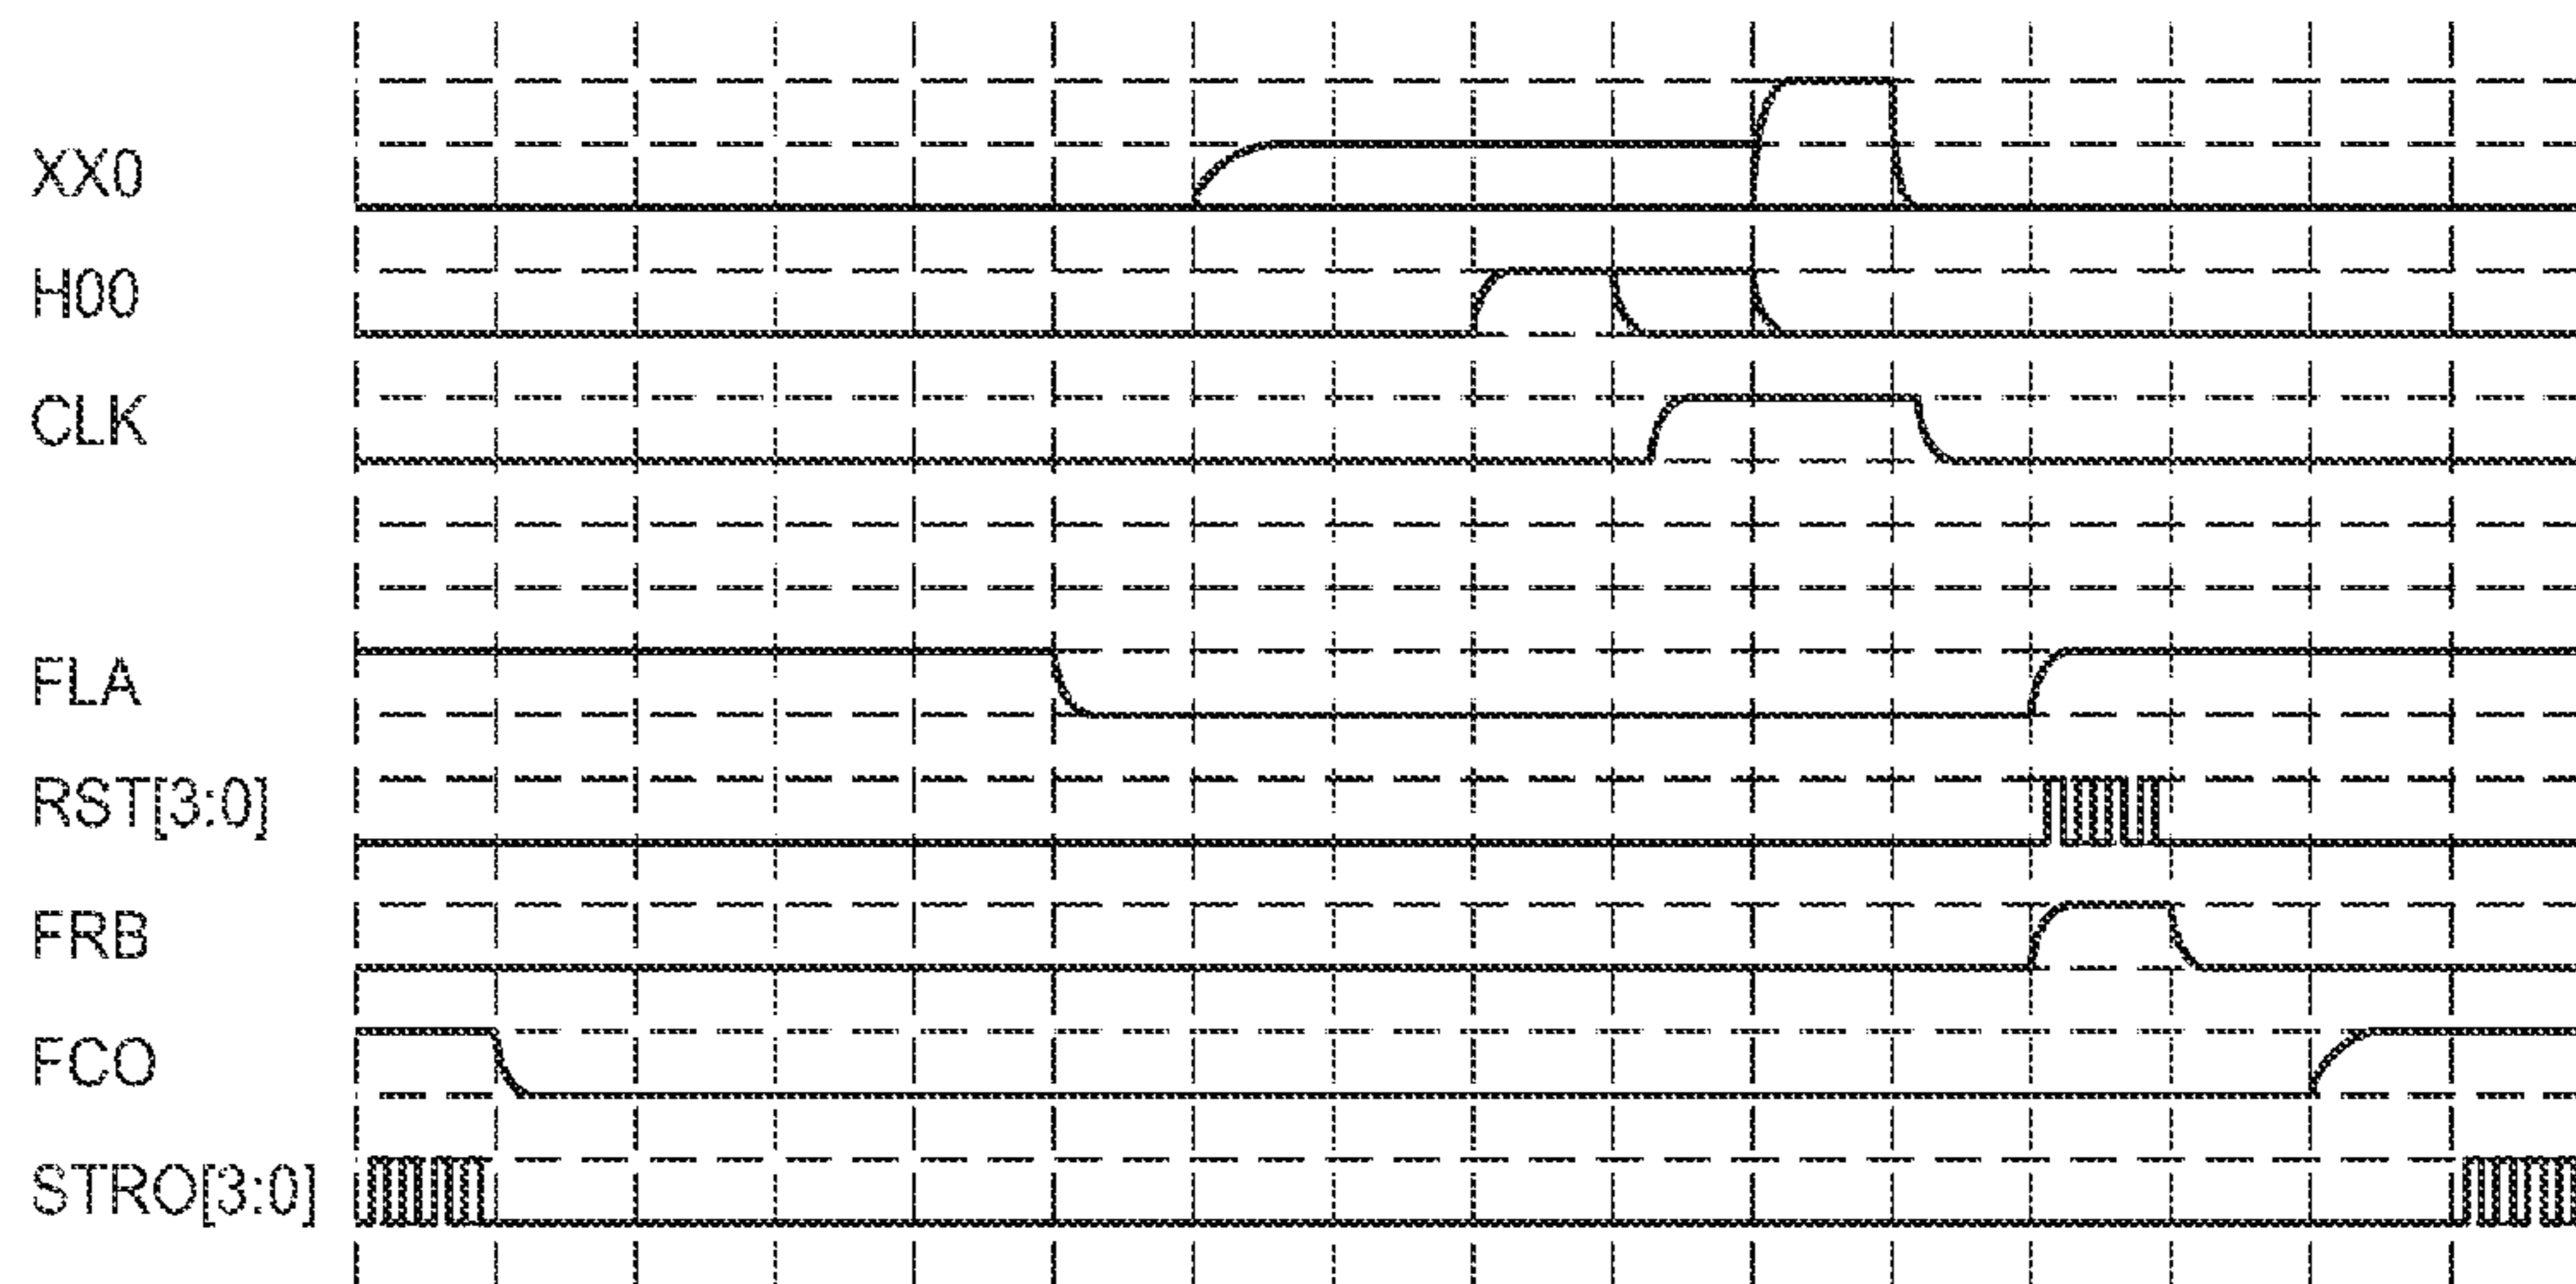 XX0
H00
CLK
FLA
RST[3:0]
FRB
FCO
STRO[3:0]